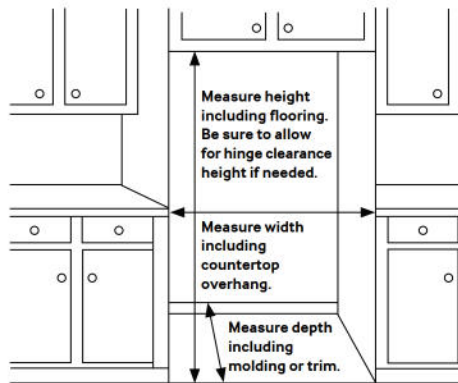 Measure height
including flooring.
Be sure to allow
for hinge clearance
height if needed.
Measure width
including
countertop
overhang.
Measure depth
including
molding or trim.